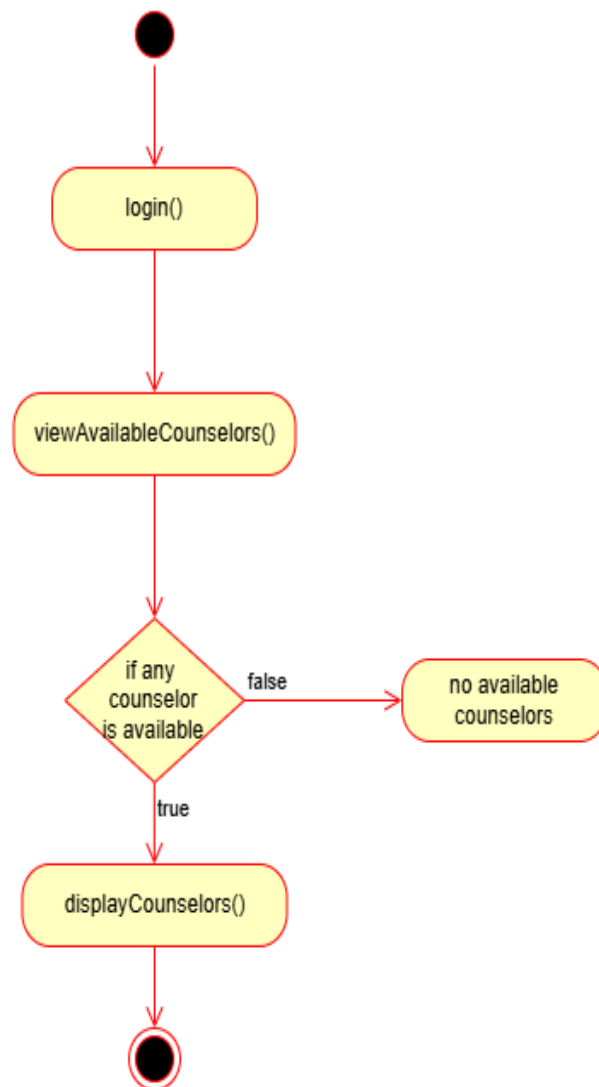 login()
viewAvailableCounselors()
if any
counselor
is available
false
no available
counselors
true
displayCounselors()